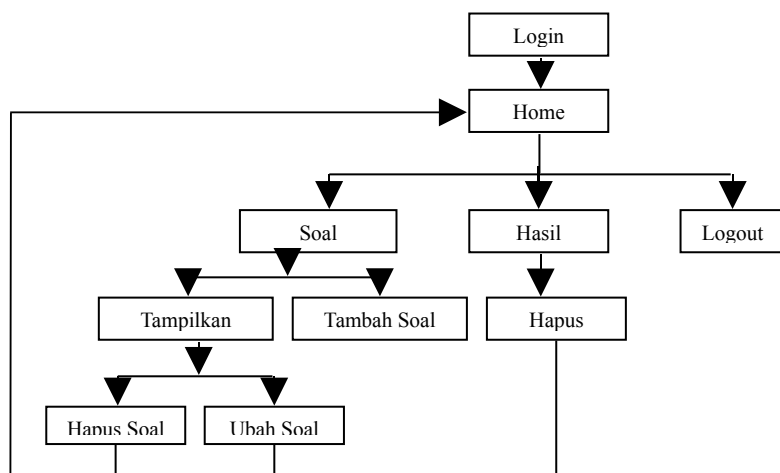 Login
Home
Soal
Hasil
Logout
Tampilkan
Tambah Soal
Hapus
Hapus Soal
Ubah Soal